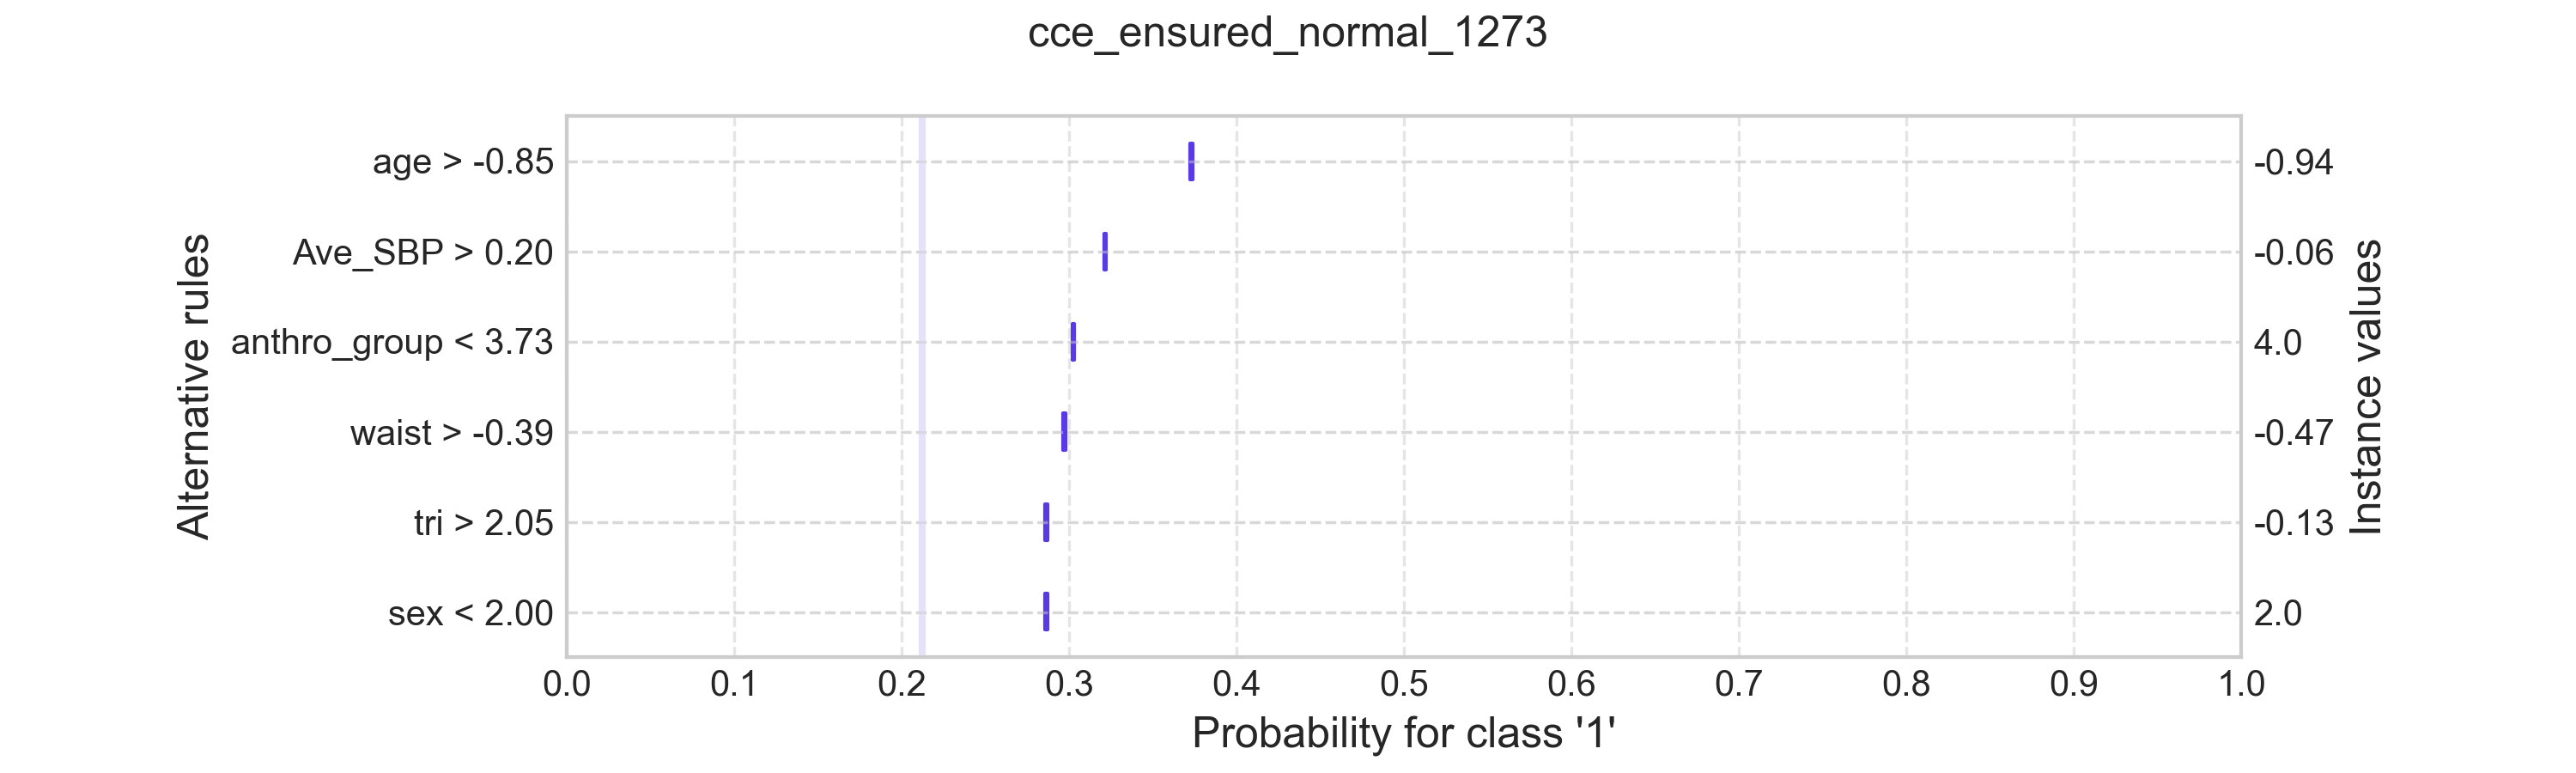 cce_ensured_normal_1273
Alternative rules
age > -0.85
-0.94
Ave_SBP > 0.20
-0.06
anthro_group < 3.73
4.0
waist > -0.39
-0.47
tri > 2.05
-0.13
sex < 2.00
2.0
Instance values
0.0 0.1 0.2 0.3 0.4 0.5 0.6 0.7 0.8 0.9 1.0
Probability for class '1'